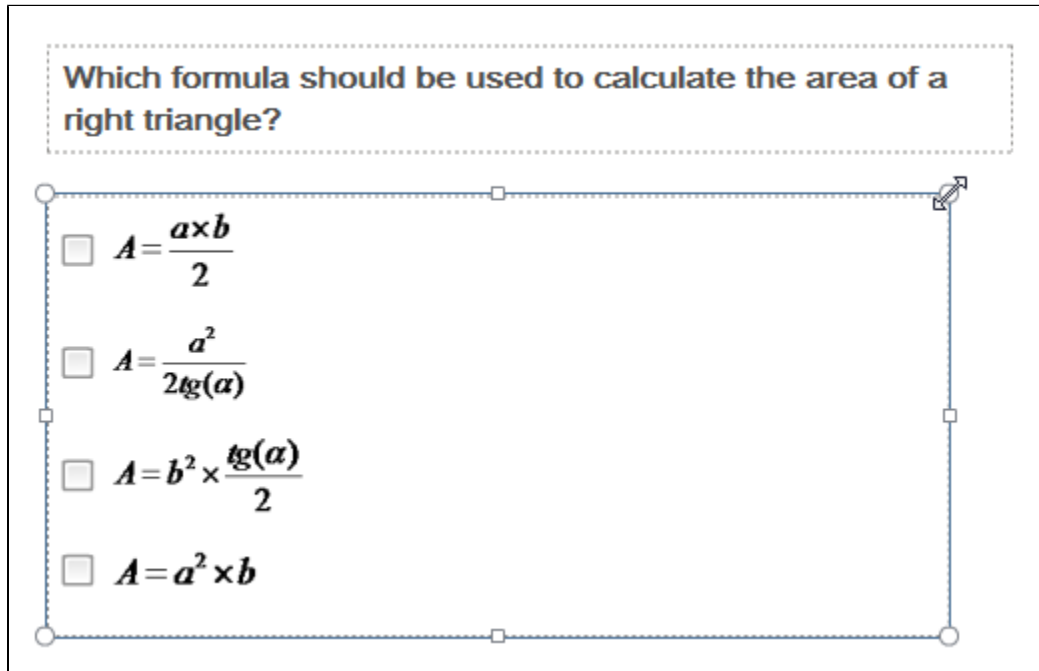 Which formula should be used to calculate the area of a
right triangle?
A = a×b / 2
A = a² / 2tg(α)
A = b² × tg(α) / 2
A = a² × b